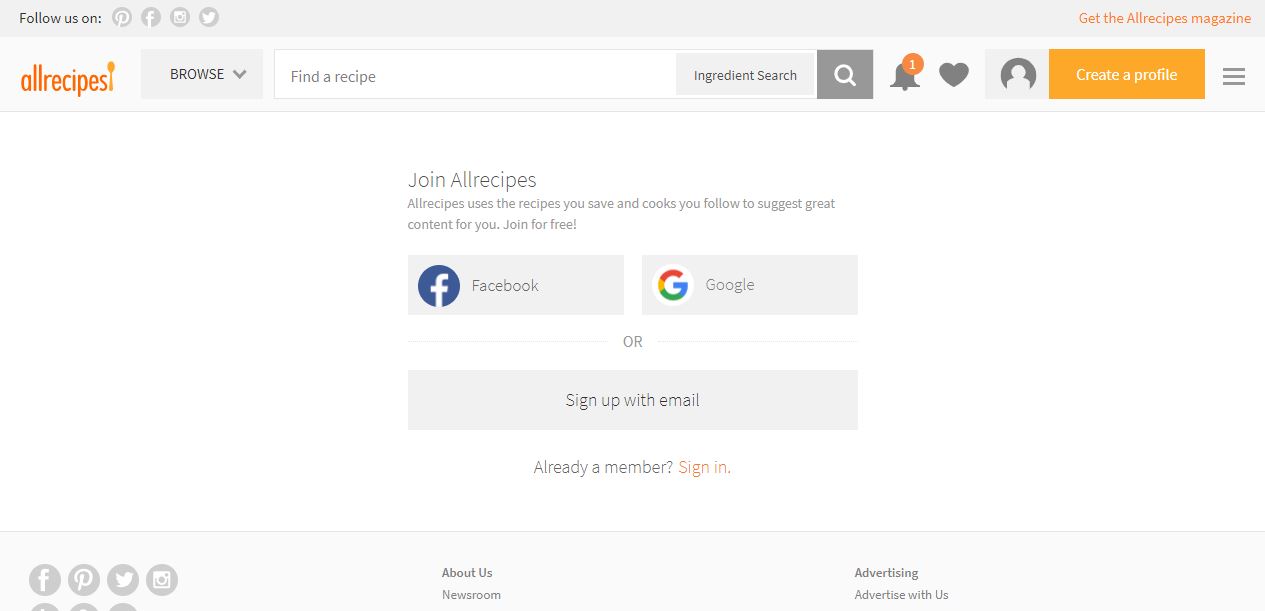 Follow us on:
Get the Allrecipes magazine
allrecipes
BROWSE
Find a recipe
Ingredient Search
1
Create a profile
Join Allrecipes
Allrecipes uses the recipes you save and cooks you follow to suggest great
content for you. Join for free!
Facebook
Google
OR
Sign up with email
Already a member? Sign in.
About Us
Advertising
Newsroom
Advertise with Us